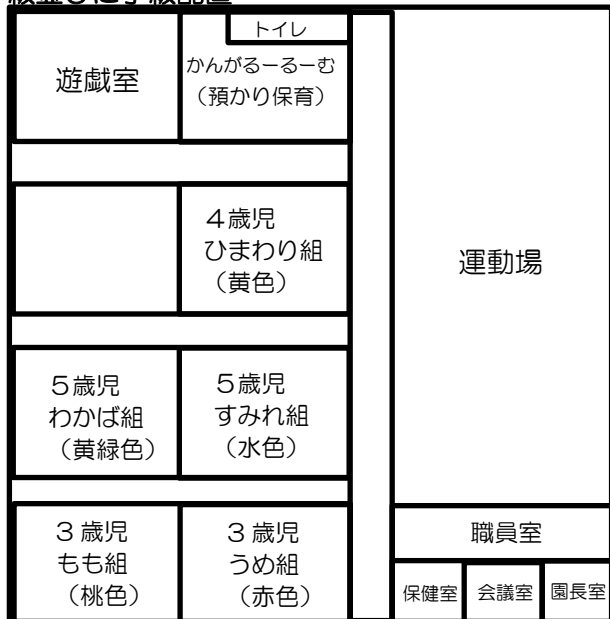 トイレ
遊戯室
かんがるーるーむ
（預かり保育）
４歳児
ひまわり組
（黄色）
運動場
５歳児
わかば組
（黄緑色）
５歳児
すみれ組
（水色）
３歳児
もも組
（桃色）
３歳児
うめ組
（赤色）
職員室
保健室
会議室
園長室